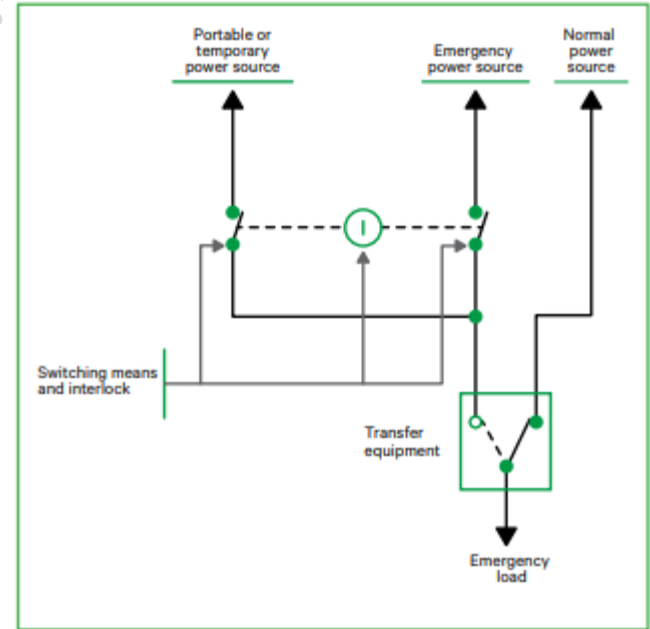 Portable or
temporary
power source
Emergency
power source
Normal
power
source
I
Switching means
and interlock
Transfer
equipment
Emergency
load